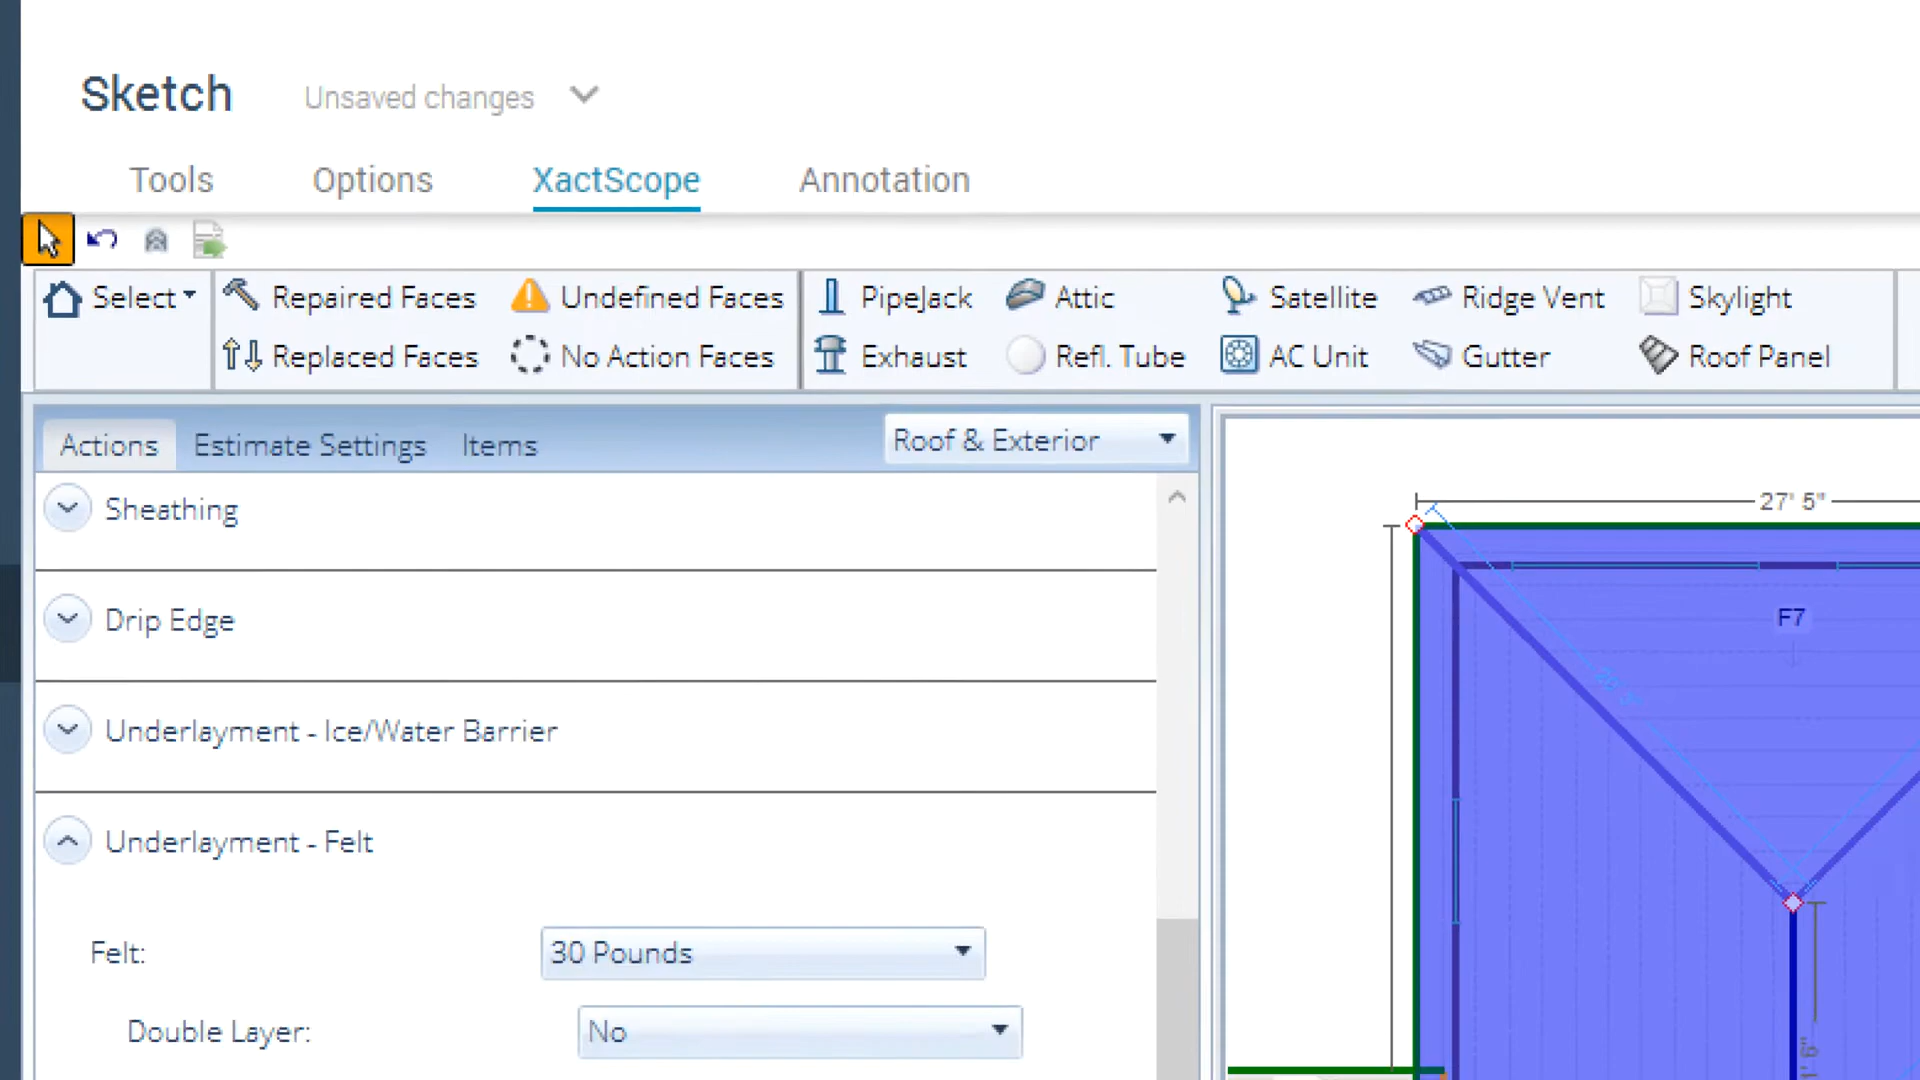 Sketch Unsaved changes
Tools Options XactScope Annotation
Select Repaired Faces Undefined Faces PipeJack Attic Satellite Ridge Vent Skylight
Replaced Faces No Action Faces Exhaust Refl. Tube AC Unit Gutter Roof Panel
Actions Estimate Settings Items Roof & Exterior
Sheathing
27' 5"
Drip Edge
F7
Underlayment - Ice/Water Barrier
Underlayment - Felt
Felt: 30 Pounds
Double Layer: No